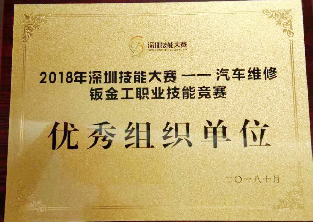 深圳技能大赛
2018年深圳技能大赛 —— 汽车维修
钣金工职业技能竞赛
优秀组织单位
二〇一八年十月